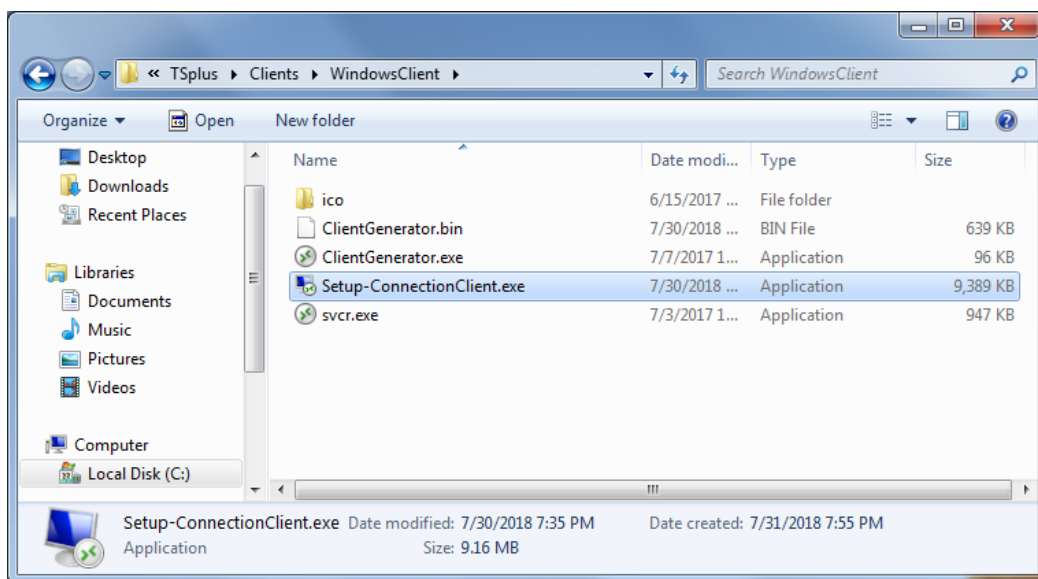 « TSplus ▸ Clients ▸ WindowsClient ▸ Search WindowsClient
Organize Open New folder
Desktop
Downloads
Recent Places
Libraries
Documents
Music
Pictures
Videos
Computer
Local Disk (C:)
Name Date modi... Type Size
ico 6/15/2017 ... File folder
ClientGenerator.bin 7/30/2018 ... BIN File 639 KB
ClientGenerator.exe 7/7/2017 1... Application 96 KB
Setup-ConnectionClient.exe 7/30/2018 ... Application 9,389 KB
svcr.exe 7/3/2017 1... Application 947 KB
Setup-ConnectionClient.exe Date modified: 7/30/2018 7:35 PM Date created: 7/31/2018 7:55 PM
Application Size: 9.16 MB